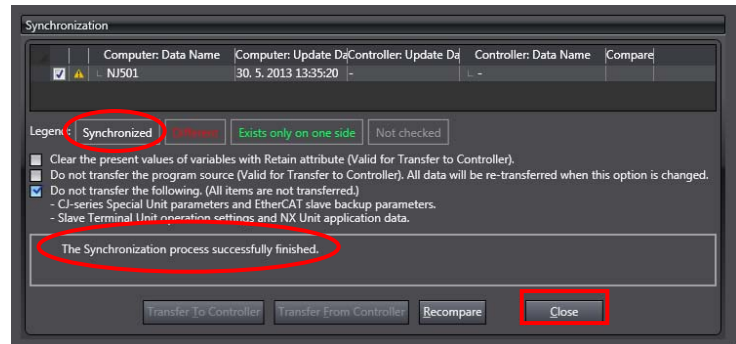 Synchronization
Computer: Data Name Computer: Update Da Controller: Update Da Controller: Data Name Compare
NJ501 30. 5. 2013 13:35:20 - -
Legend: Synchronized Different Exists only on one side Not checked
Clear the present values of variables with Retain attribute (Valid for Transfer to Controller).
Do not transfer the program source (Valid for Transfer to Controller). All data will be re-transferred when this option is changed.
Do not transfer the following. (All items are not transferred.)
- CJ-series Special Unit parameters and EtherCAT slave backup parameters.
- Slave Terminal Unit operation settings and NX Unit application data.
The Synchronization process successfully finished.
Transfer To Controller Transfer From Controller Recompare Close